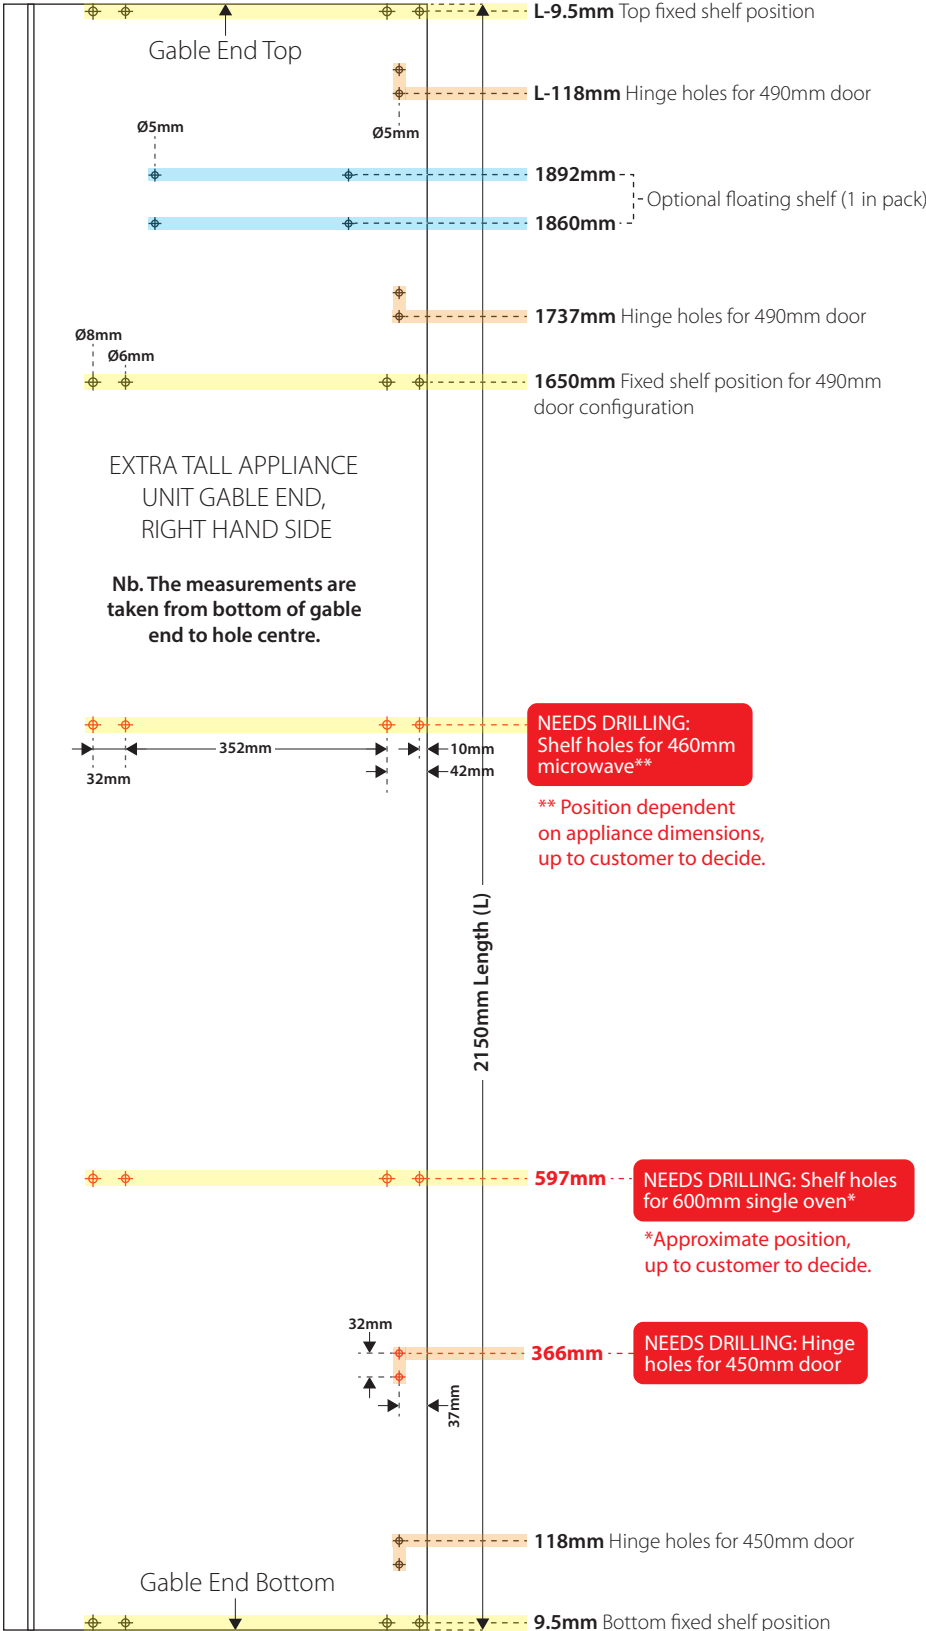 L-9.5mm Top fixed shelf position
Gable End Top
L-118mm Hinge holes for 490mm door
Ø5mm
Ø5mm
1892mm
Optional floating shelf (1 in pack)
1860mm
1737mm Hinge holes for 490mm door
Ø8mm
Ø6mm
1650mm Fixed shelf position for 490mm
door configuration
EXTRA TALL APPLIANCE
UNIT GABLE END,
RIGHT HAND SIDE
Nb. The measurements are
taken from bottom of gable
end to hole centre.
NEEDS DRILLING:
Shelf holes for 460mm
microwave**
352mm
10mm
32mm
42mm
** Position dependent
on appliance dimensions,
up to customer to decide.
2150mm Length (L)
597mm
NEEDS DRILLING: Shelf holes
for 600mm single oven*
*Approximate position,
up to customer to decide.
32mm
366mm
NEEDS DRILLING: Hinge
holes for 450mm door
37mm
118mm Hinge holes for 450mm door
Gable End Bottom
9.5mm Bottom fixed shelf position